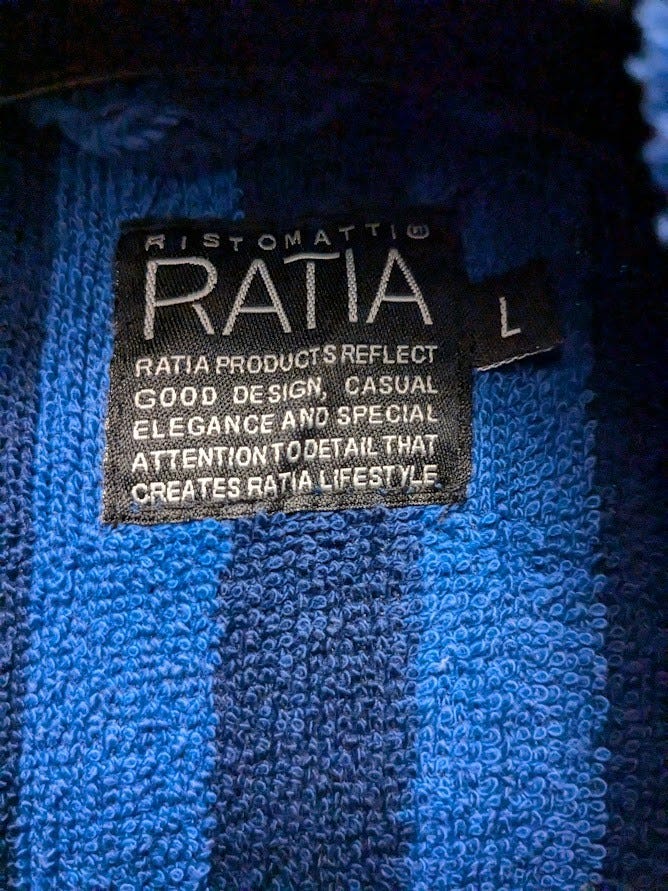 RISTOMATTI®
RATIA
L
RATIA PRODUCTS REFLECT
GOOD DESIGN, CASUAL
ELEGANCE AND SPECIAL
ATTENTION TO DETAIL THAT
CREATES RATIA LIFESTYLE.